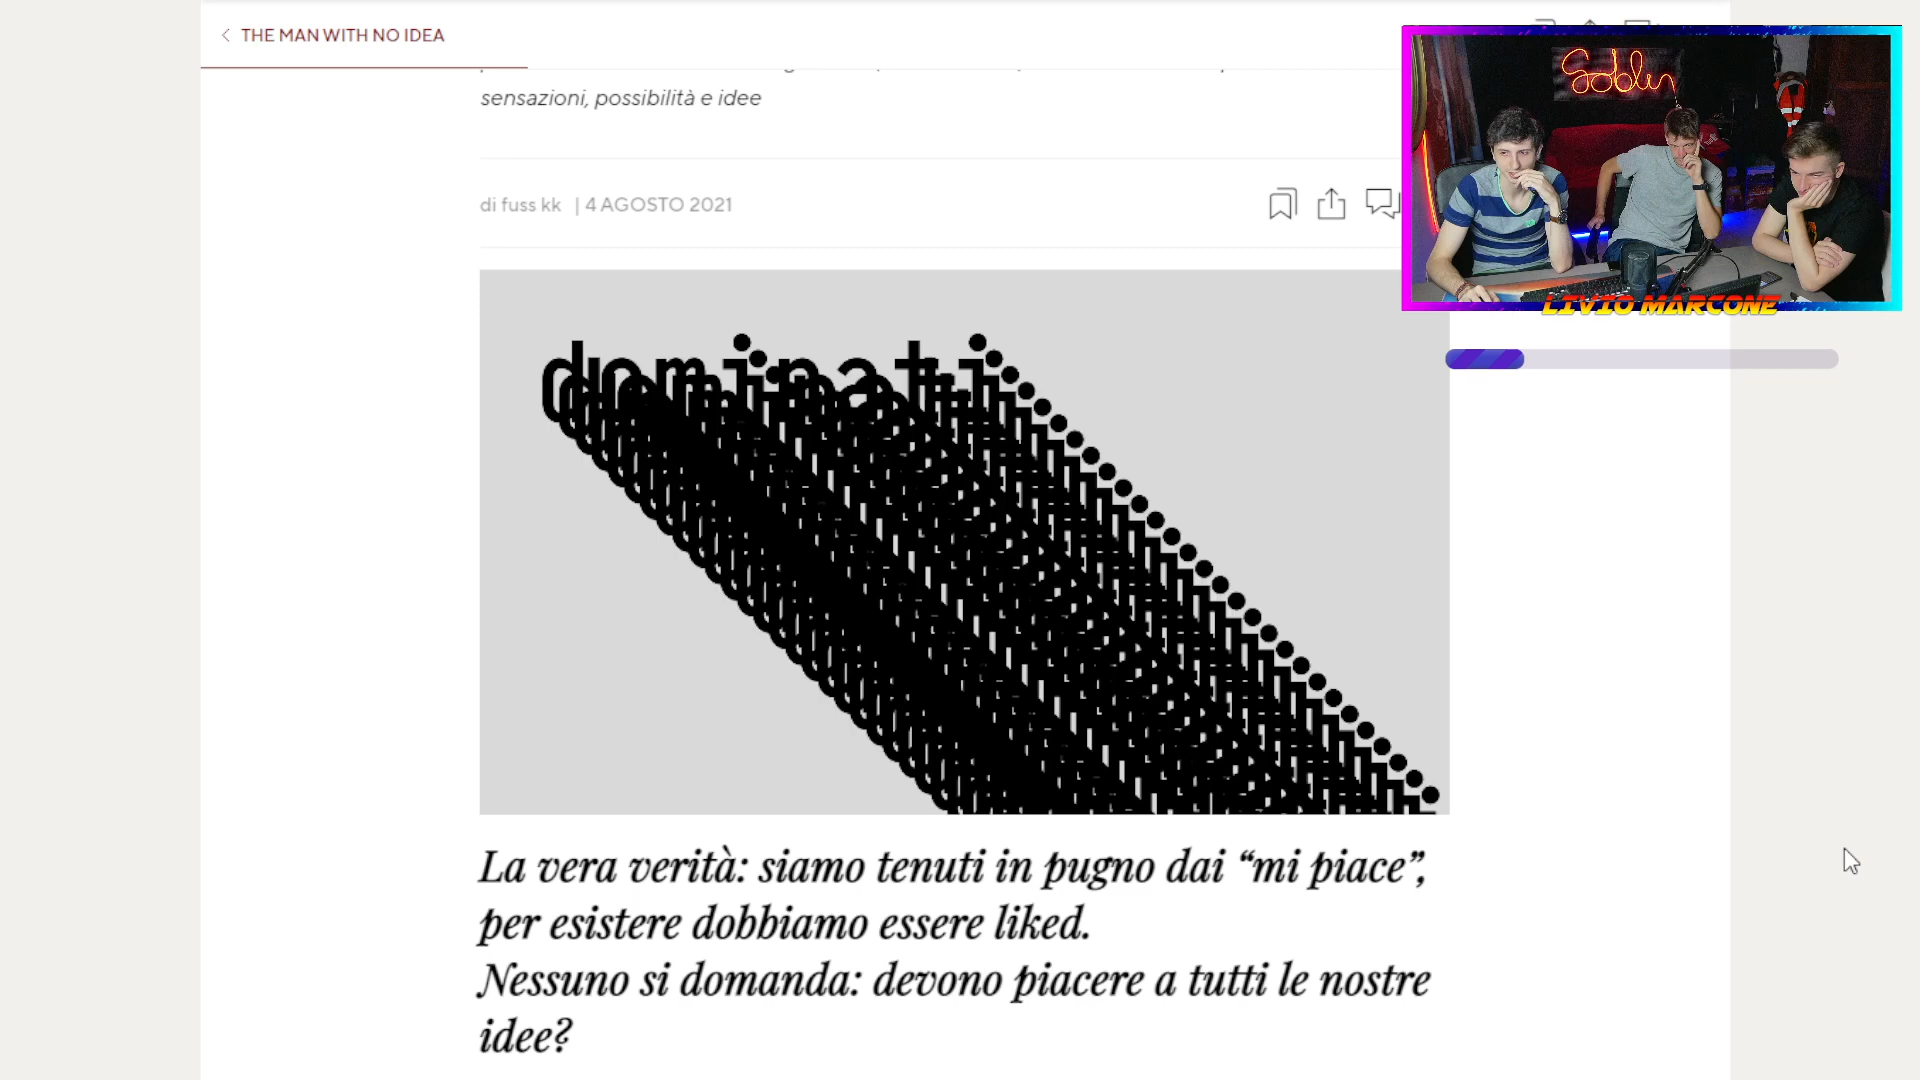 THE MAN WITH NO IDEA
sensazioni, possibilità e idee
di fuss kk | 4 AGOSTO 2021
Goblin
LIVIO MARCONE
dominati
La vera verità: siamo tenuti in pugno dai “mi piace”,
per esistere dobbiamo essere liked.
Nessuno si domanda: devono piacere a tutti le nostre
idee?